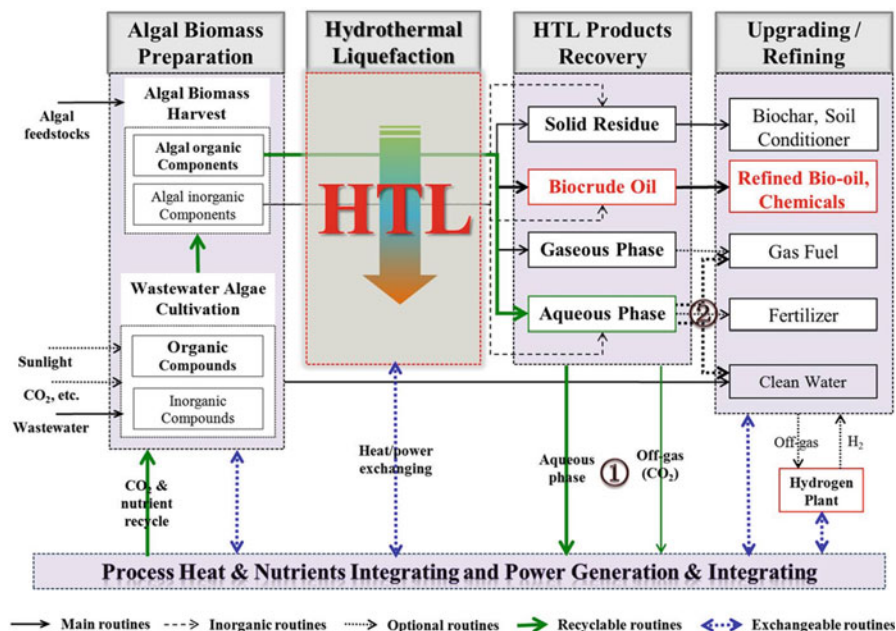 Algal Biomass
Preparation
Hydrothermal
Liquefaction
HTL Products
Recovery
Upgrading /
Refining
Algal
feedstocks
Algal Biomass
Harvest
Algal organic
Components
Algal inorganic
Components
Wastewater Algae
Cultivation
Organic
Compounds
Inorganic
Compounds
Sunlight
CO₂, etc.
Wastewater
HTL
Solid Residue
Biocrude Oil
Gaseous Phase
Aqueous Phase
②
Biochar, Soil
Conditioner
Refined Bio-oil,
Chemicals
Gas Fuel
Fertilizer
Clean Water
CO₂ &
nutrient
recycle
Heat/power
exchanging
Aqueous
phase
①
Off-gas
(CO₂)
Off-gas
H₂
Hydrogen
Plant
Process Heat & Nutrients Integrating and Power Generation & Integrating
Main routines
Inorganic routines
Optional routines
Recyclable routines
Exchangeable routines